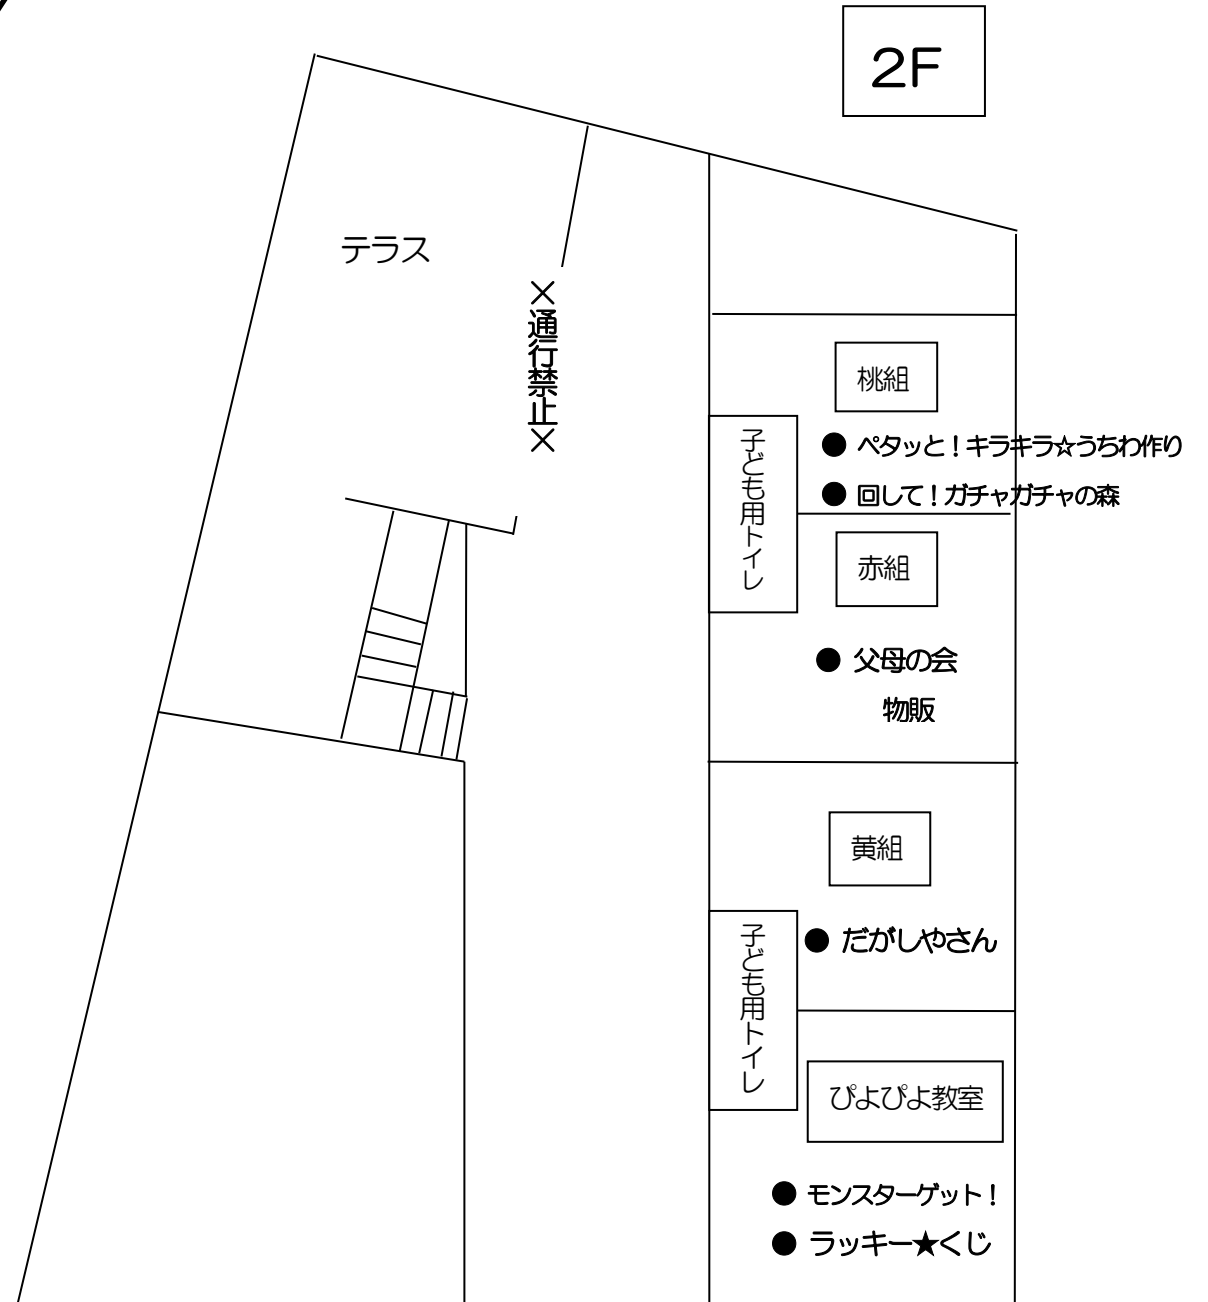 2F
テラス
×通行禁止×
桃組
子ども用トイレ
● ペタッと！キラキラ☆うちわ作り
● 回して！ガチャガチャの森
赤組
● 父母の会
物販
黄組
子ども用トイレ
● だがしやさん
ぴよぴよ教室
● モンスターゲット！
● ラッキー★くじ